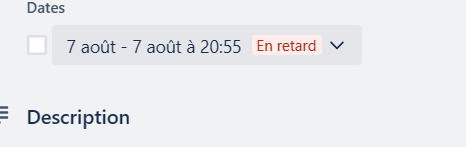 Dates
7 août - 7 août à 20:55 En retard
Description